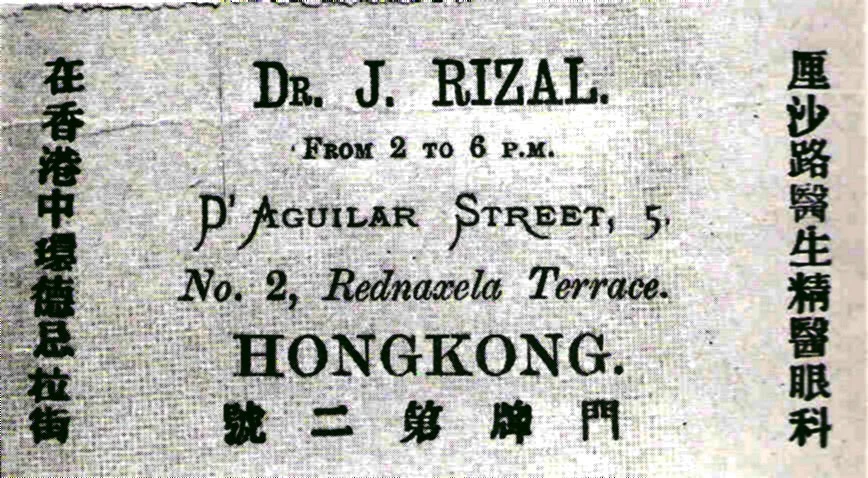 厘沙路醫生精醫眼科
DR. J. RIZAL.
FROM 2 TO 6 P.M.
D'AGUILAR STREET, 5.
No. 2, Rednaxela Terrace.
HONGKONG.
在香港中環德忌拉街
門牌第二號